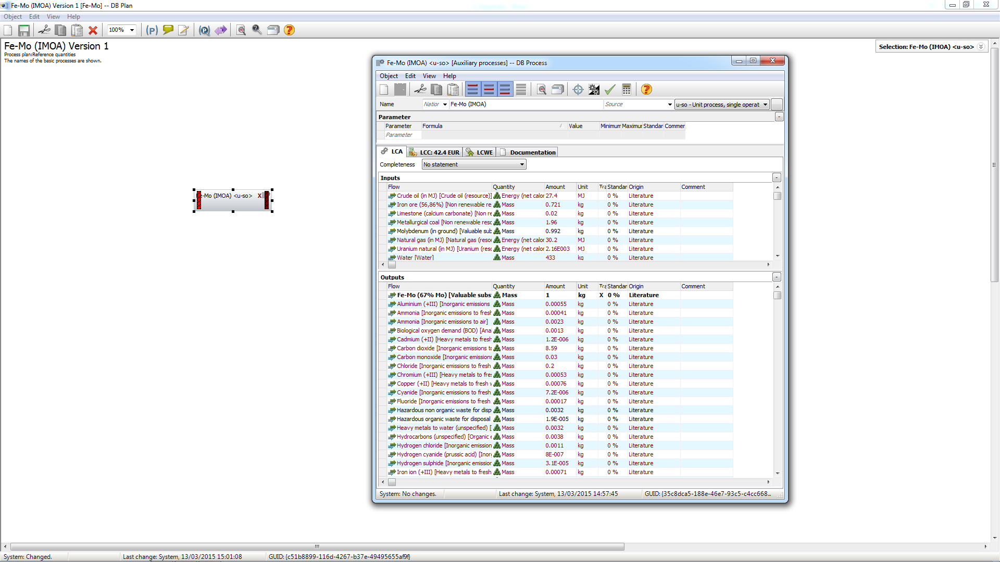 Fe-Mo (IMOA) Version 1 [Fe-Mo] -- DB Plan
Object Edit View Help
100%
Fe-Mo (IMOA) Version 1
Process plan:Reference quantities
The names of the basic processes are shown.
Selection: Fe-Mo (IMOA) <u-so>
e-Mo (IMOA) <u-so> X
Fe-Mo (IMOA) <u-so> [Auxiliary processes] -- DB Process
Object Edit View Help
Name Nation Fe-Mo (IMOA) Source u-so - Unit process, single operat
Parameter
Parameter Formula Value Minimum Maximur Standar Commer
Parameter
LCA LCC: 42.4 EUR LCWE Documentation
Completeness No statement
Inputs
Flow Quantity Amount Unit Tra Standar Origin Comment
Crude oil (in MJ) [Crude oil (resource)] Energy (net calor 27.4 MJ 0 % Literature
Iron ore (56,86%) [Non renewable re Mass 0.721 kg 0 % Literature
Limestone (calcium carbonate) [Non re Mass 0.02 kg 0 % Literature
Metallurgical coal [Non renewable resc Mass 1.96 kg 0 % Literature
Molybdenum (in ground) [Valuable sub Mass 0.992 kg 0 % Literature
Natural gas (in MJ) [Natural gas (resou Energy (net calor 30.2 MJ 0 % Literature
Uranium natural (in MJ) [Uranium (resc Energy (net calor 2.16E003 MJ 0 % Literature
Water [Water] Mass 433 kg 0 % Literature
Outputs
Flow Quantity Amount Unit Tra Standar Origin Comment
Fe-Mo (67% Mo) [Valuable subs Mass 1 kg X 0 % Literature
Aluminium (+III) [Inorganic emissions Mass 0.00055 kg 0 % Literature
Ammonia [Inorganic emissions to fresh Mass 0.00041 kg 0 % Literature
Ammonia [Inorganic emissions to air] Mass 0.0023 kg 0 % Literature
Biological oxygen demand (BOD) [Ana Mass 0.0013 kg 0 % Literature
Cadmium (+II) [Heavy metals to fresh Mass 1.2E-006 kg 0 % Literature
Carbon dioxide [Inorganic emissions to Mass 8.59 kg 0 % Literature
Carbon monoxide [Inorganic emissions Mass 0.03 kg 0 % Literature
Chloride [Inorganic emissions to fresh Mass 0.2 kg 0 % Literature
Chromium (+III) [Heavy metals to fres Mass 0.00053 kg 0 % Literature
Copper (+II) [Heavy metals to fresh w Mass 0.00076 kg 0 % Literature
Cyanide [Inorganic emissions to fresh Mass 7.2E-006 kg 0 % Literature
Fluoride [Inorganic emissions to fresh Mass 0.00017 kg 0 % Literature
Hazardous non organic waste for disp Mass 0.0032 kg 0 % Literature
Hazardous organic waste for disposal Mass 1.9E-005 kg 0 % Literature
Heavy metals to water (unspecified) [ Mass 0.0032 kg 0 % Literature
Hydrocarbons (unspecified) [Organic e Mass 0.0038 kg 0 % Literature
Hydrogen chloride [Inorganic emission Mass 0.0011 kg 0 % Literature
Hydrogen cyanide (prussic acid) [Inorg Mass 8E-007 kg 0 % Literature
Hydrogen sulphide [Inorganic emission Mass 3.1E-005 kg 0 % Literature
Iron ion (+III) [Heavy metals to fresh Mass 0.00071 kg 0 % Literature
System: No changes. Last change: System, 13/03/2015 14:57:45 GUID: {35c8dca5-188e-46e7-93c5-c4cc668...
System: Changed. Last change: System, 13/03/2015 15:01:08 GUID: {c51b8899-116d-4267-b37e-49495655af9f}